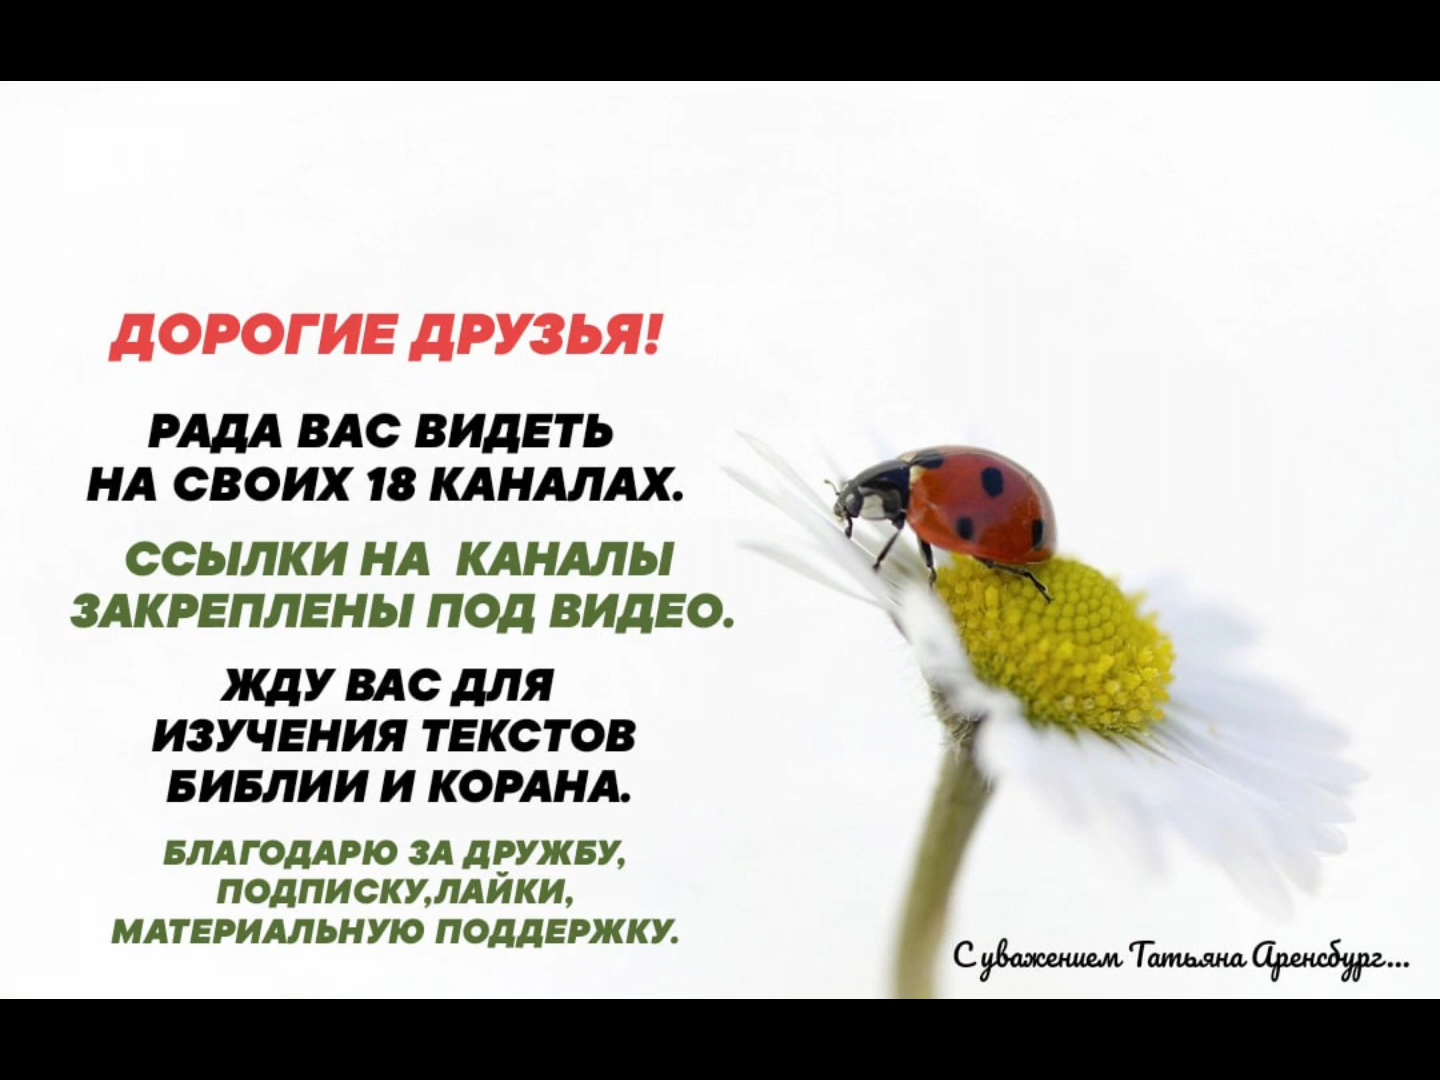 ДОРОГИЕ ДРУЗЬЯ!
РАДА ВАС ВИДЕТЬ
НА СВОИХ 18 КАНАЛАХ.
ССЫЛКИ НА КАНАЛЫ
ЗАКРЕПЛЕНЫ ПОД ВИДЕО.
ЖДУ ВАС ДЛЯ
ИЗУЧЕНИЯ ТЕКСТОВ
БИБЛИИ И КОРАНА.
БЛАГОДАРЮ ЗА ДРУЖБУ,
ПОДПИСКУ,ЛАЙКИ,
МАТЕРИАЛЬНУЮ ПОДДЕРЖКУ.
С уважением Татьяна Аренсбург...